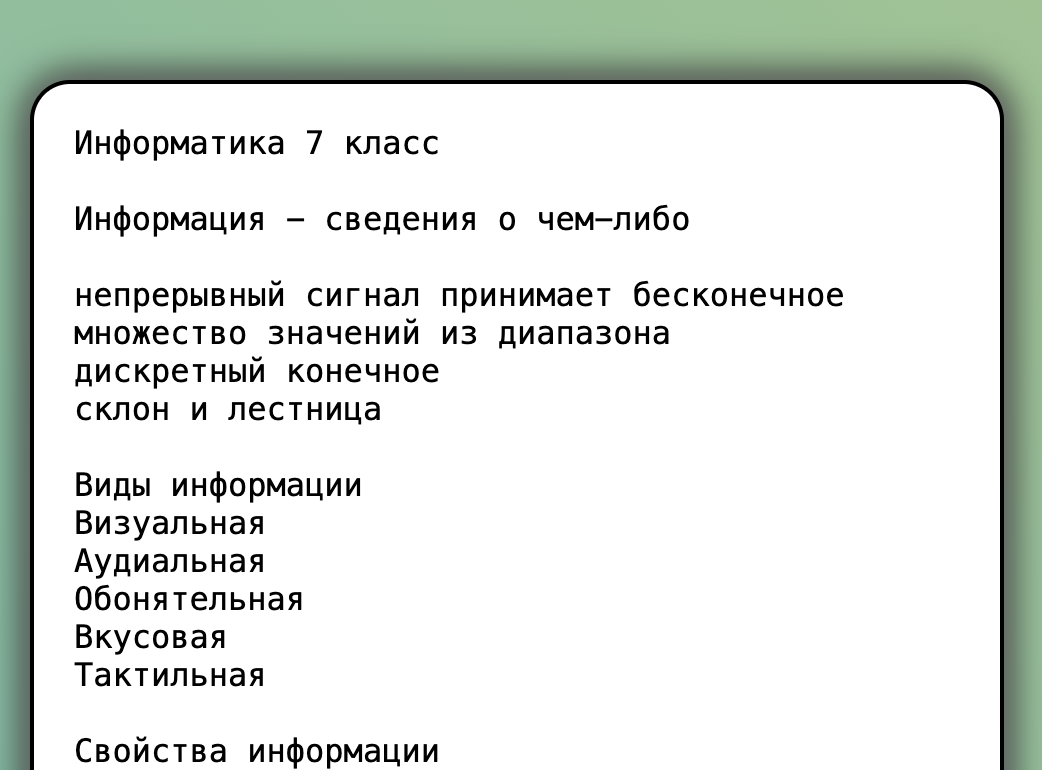 Информатика 7 класс
Информация – сведения о чем–либо
непрерывный сигнал принимает бесконечное
множество значений из диапазона
дискретный конечное
склон и лестница
Виды информации
Визуальная
Аудиальная
Обонятельная
Вкусовая
Тактильная
Свойства информации